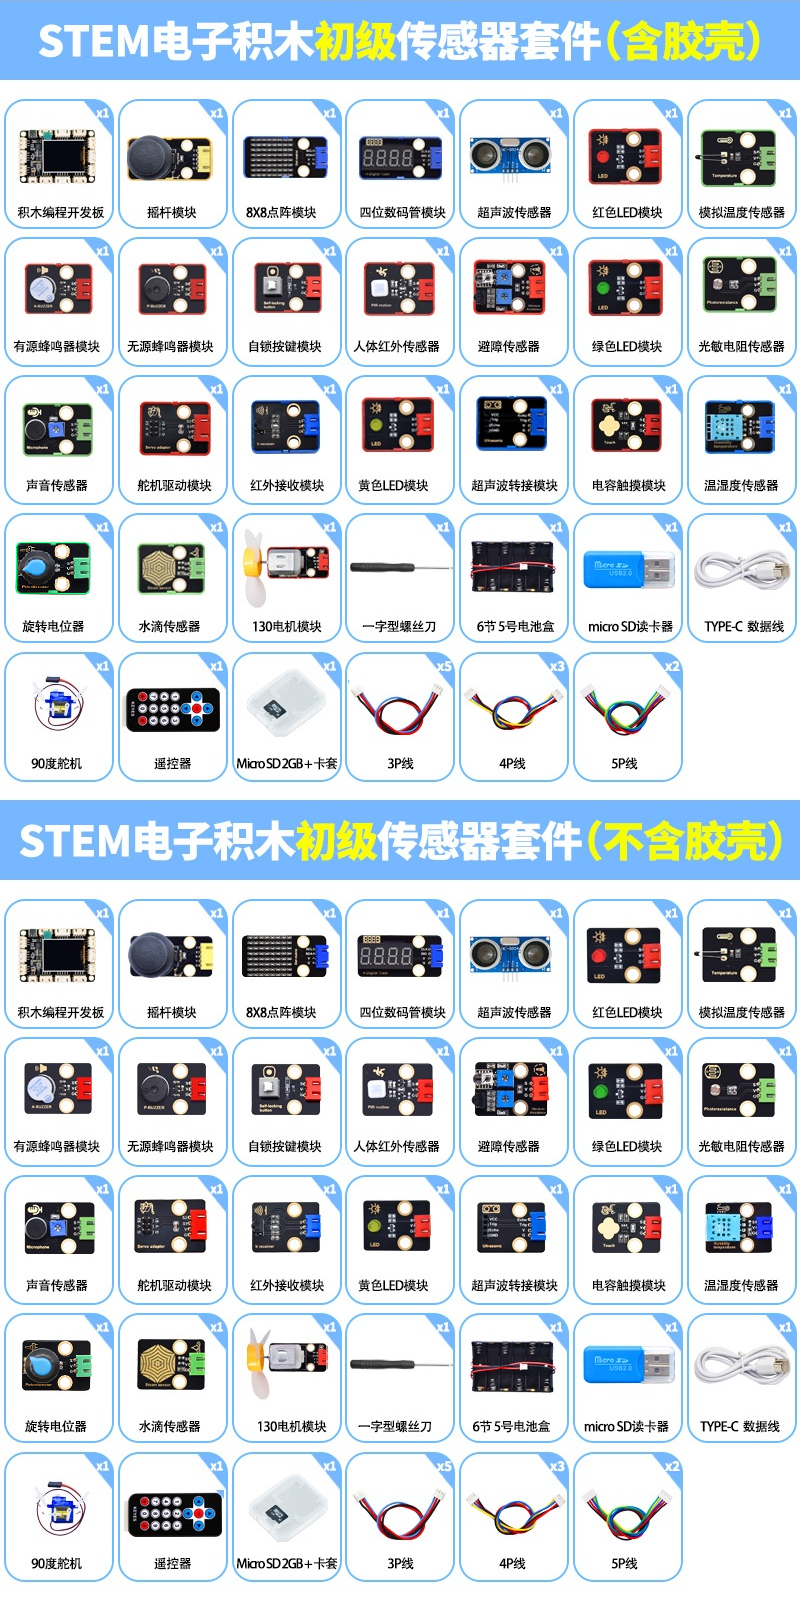 STEM电子积木初级传感器套件(含胶壳)
x1 x1 x1 x1 x1 x1 x1
积木编程开发板 摇杆模块 8X8点阵模块 四位数码管模块 超声波传感器 红色LED模块 模拟温度传感器
x1 x1 x1 x1 x1 x1 x1
有源蜂鸣器模块 无源蜂鸣器模块 自锁按键模块 人体红外传感器 避障传感器 绿色LED模块 光敏电阻传感器
x1 x1 x1 x1 x1 x1 x1
声音传感器 舵机驱动模块 红外接收模块 黄色LED模块 超声波转接模块 电容触摸模块 温湿度传感器
x1 x1 x1 x1 x1 x1 x1
旋转电位器 水滴传感器 130电机模块 一字型螺丝刀 6节5号电池盒 micro SD读卡器 TYPE-C 数据线
x1 x1 x1 x5 x3 x2
90度舵机 遥控器 Micro SD 2GB+卡套 3P线 4P线 5P线
STEM电子积木初级传感器套件(不含胶壳)
x1 x1 x1 x1 x1 x1 x1
积木编程开发板 摇杆模块 8X8点阵模块 四位数码管模块 超声波传感器 红色LED模块 模拟温度传感器
x1 x1 x1 x1 x1 x1 x1
有源蜂鸣器模块 无源蜂鸣器模块 自锁按键模块 人体红外传感器 避障传感器 绿色LED模块 光敏电阻传感器
x1 x1 x1 x1 x1 x1 x1
声音传感器 舵机驱动模块 红外接收模块 黄色LED模块 超声波转接模块 电容触摸模块 温湿度传感器
x1 x1 x1 x1 x1 x1 x1
旋转电位器 水滴传感器 130电机模块 一字型螺丝刀 6节5号电池盒 micro SD读卡器 TYPE-C 数据线
x1 x1 x1 x5 x3 x2
90度舵机 遥控器 Micro SD 2GB+卡套 3P线 4P线 5P线